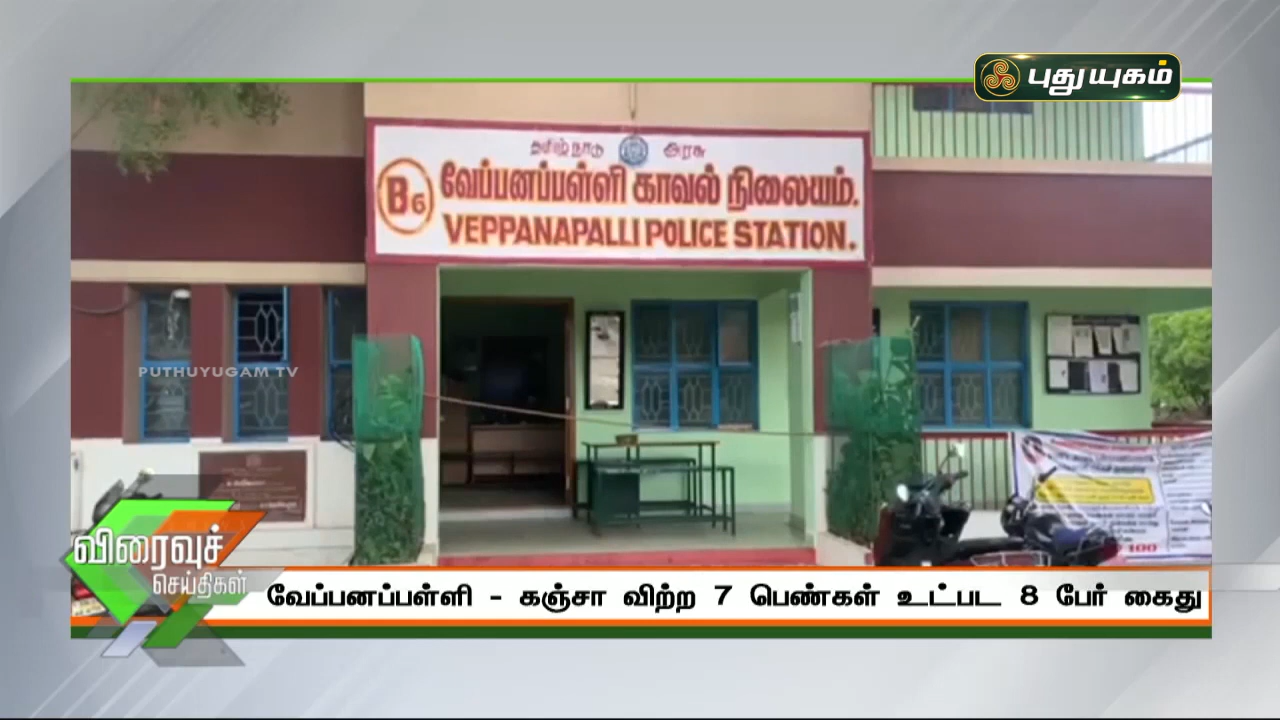 புதுயுகம்
தமிழ்நாடு அரசு
B6
வேப்பனப்பள்ளி காவல் நிலையம்.
VEPPANAPALLI POLICE STATION.
PUTHUYUGAM TV
100
விரைவுச்
செய்திகள்
வேப்பனப்பள்ளி - கஞ்சா விற்ற 7 பெண்கள் உட்பட 8 பேர் கைது